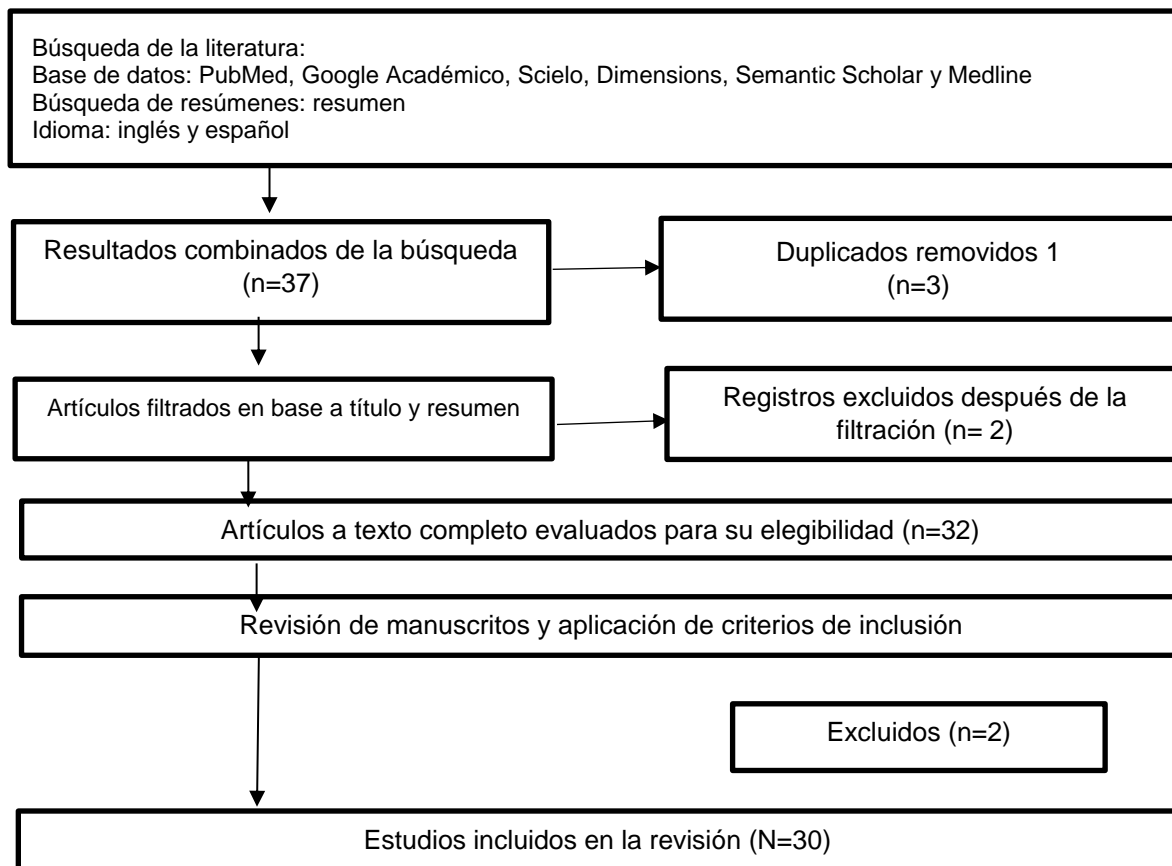 Búsqueda de la literatura:
Base de datos: PubMed, Google Académico, Scielo, Dimensions, Semantic Scholar y Medline
Búsqueda de resúmenes: resumen
Idioma: inglés y español
Resultados combinados de la búsqueda
(n=37)
Duplicados removidos 1
(n=3)
Artículos filtrados en base a título y resumen
Registros excluidos después de la
filtración (n= 2)
Artículos a texto completo evaluados para su elegibilidad (n=32)
Revisión de manuscritos y aplicación de criterios de inclusión
Excluidos (n=2)
Estudios incluidos en la revisión (N=30)